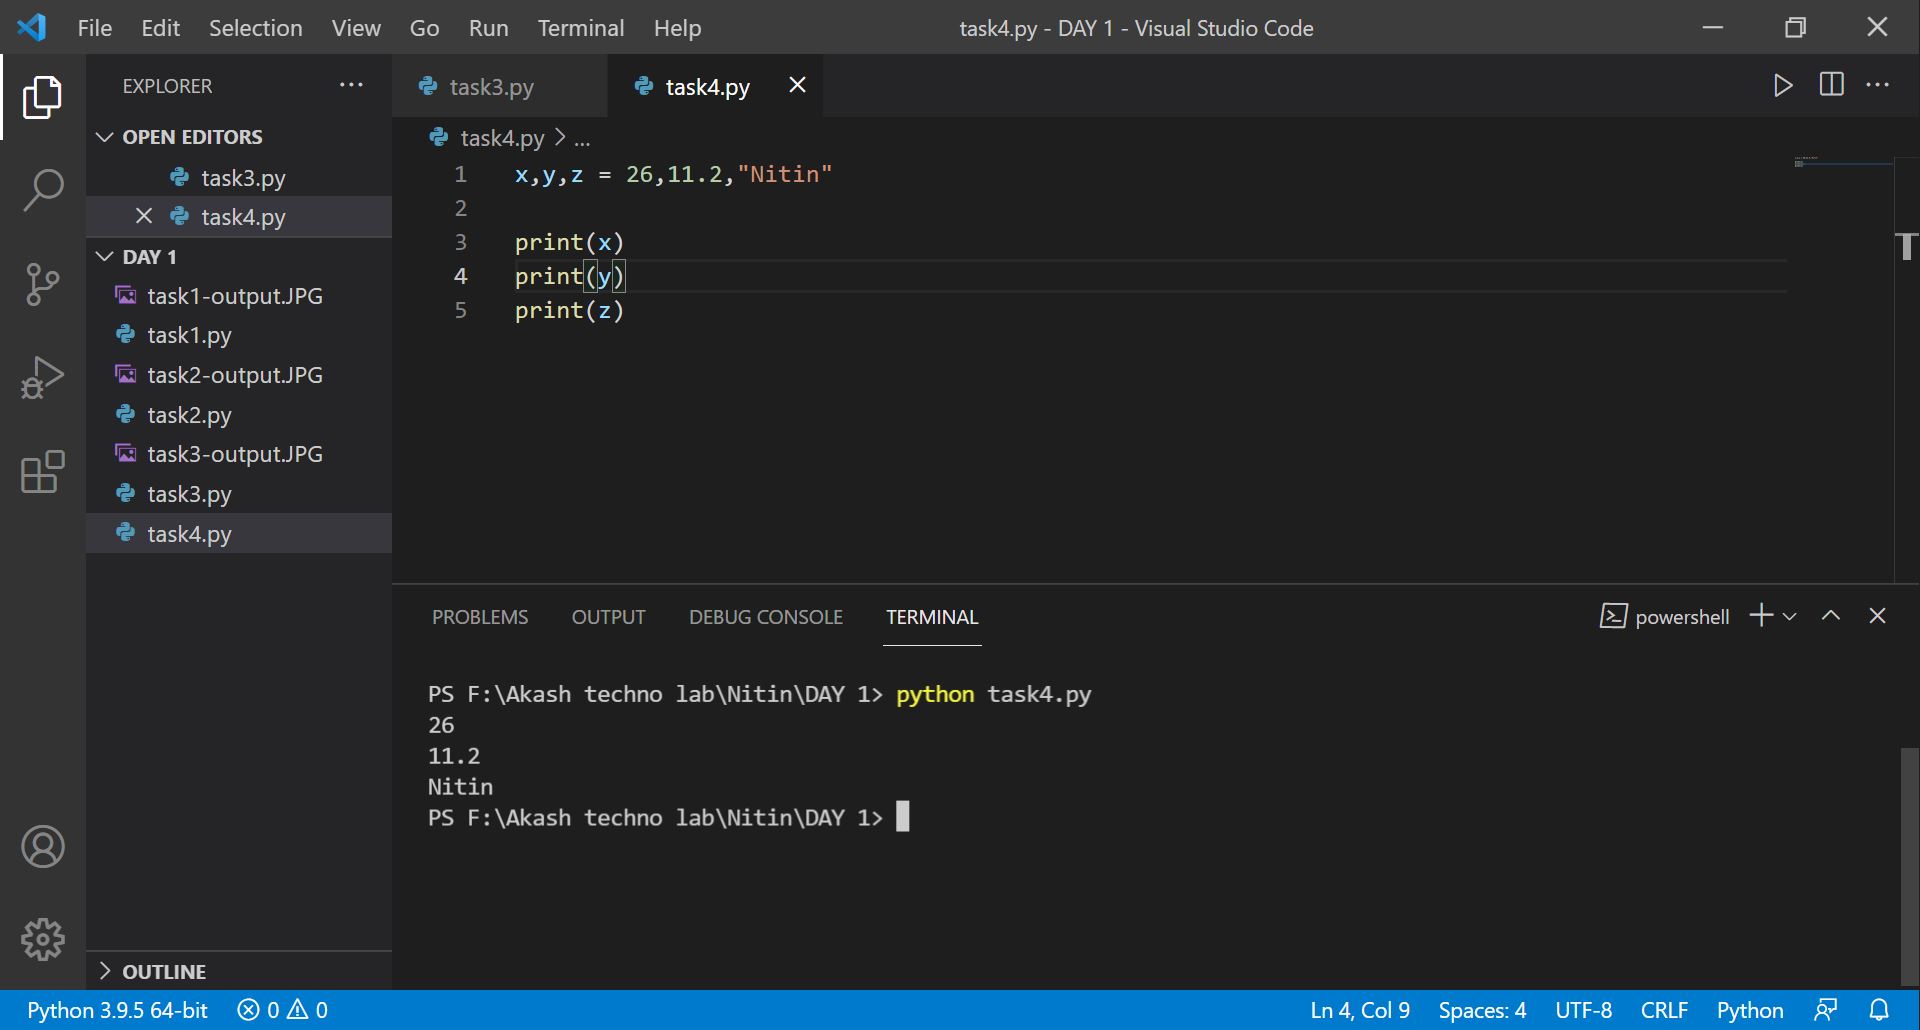 File Edit Selection View Go Run Terminal Help
task4.py - DAY 1 - Visual Studio Code
EXPLORER
OPEN EDITORS
task3.py
task4.py
DAY 1
task1-output.JPG
task1.py
task2-output.JPG
task2.py
task3-output.JPG
task3.py
task4.py
OUTLINE
task3.py task4.py
task4.py > ...
1 x,y,z = 26,11.2,"Nitin"
2
3 print(x)
4 print(y)
5 print(z)
PROBLEMS OUTPUT DEBUG CONSOLE TERMINAL
powershell
PS F:\Akash techno lab\Nitin\DAY 1> python task4.py
26
11.2
Nitin
PS F:\Akash techno lab\Nitin\DAY 1>
Python 3.9.5 64-bit 0 0 Ln 4, Col 9 Spaces: 4 UTF-8 CRLF Python